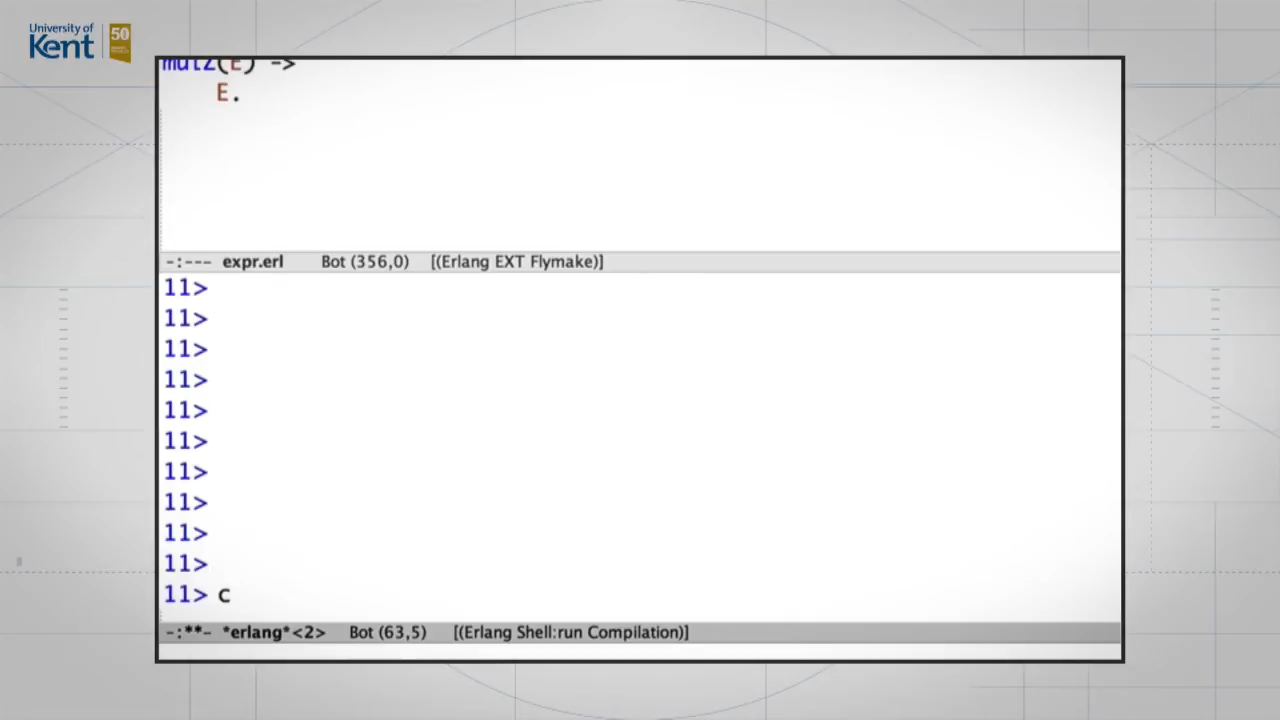 University of
Kent
50
mulZ(E) ->
E.
-:--- expr.erl Bot (356,0) [(Erlang EXT Flymake)]
11>
11>
11>
11>
11>
11>
11>
11>
11>
11>
11> c
-:**- *erlang*<2> Bot (63,5) [(Erlang Shell:run Compilation)]